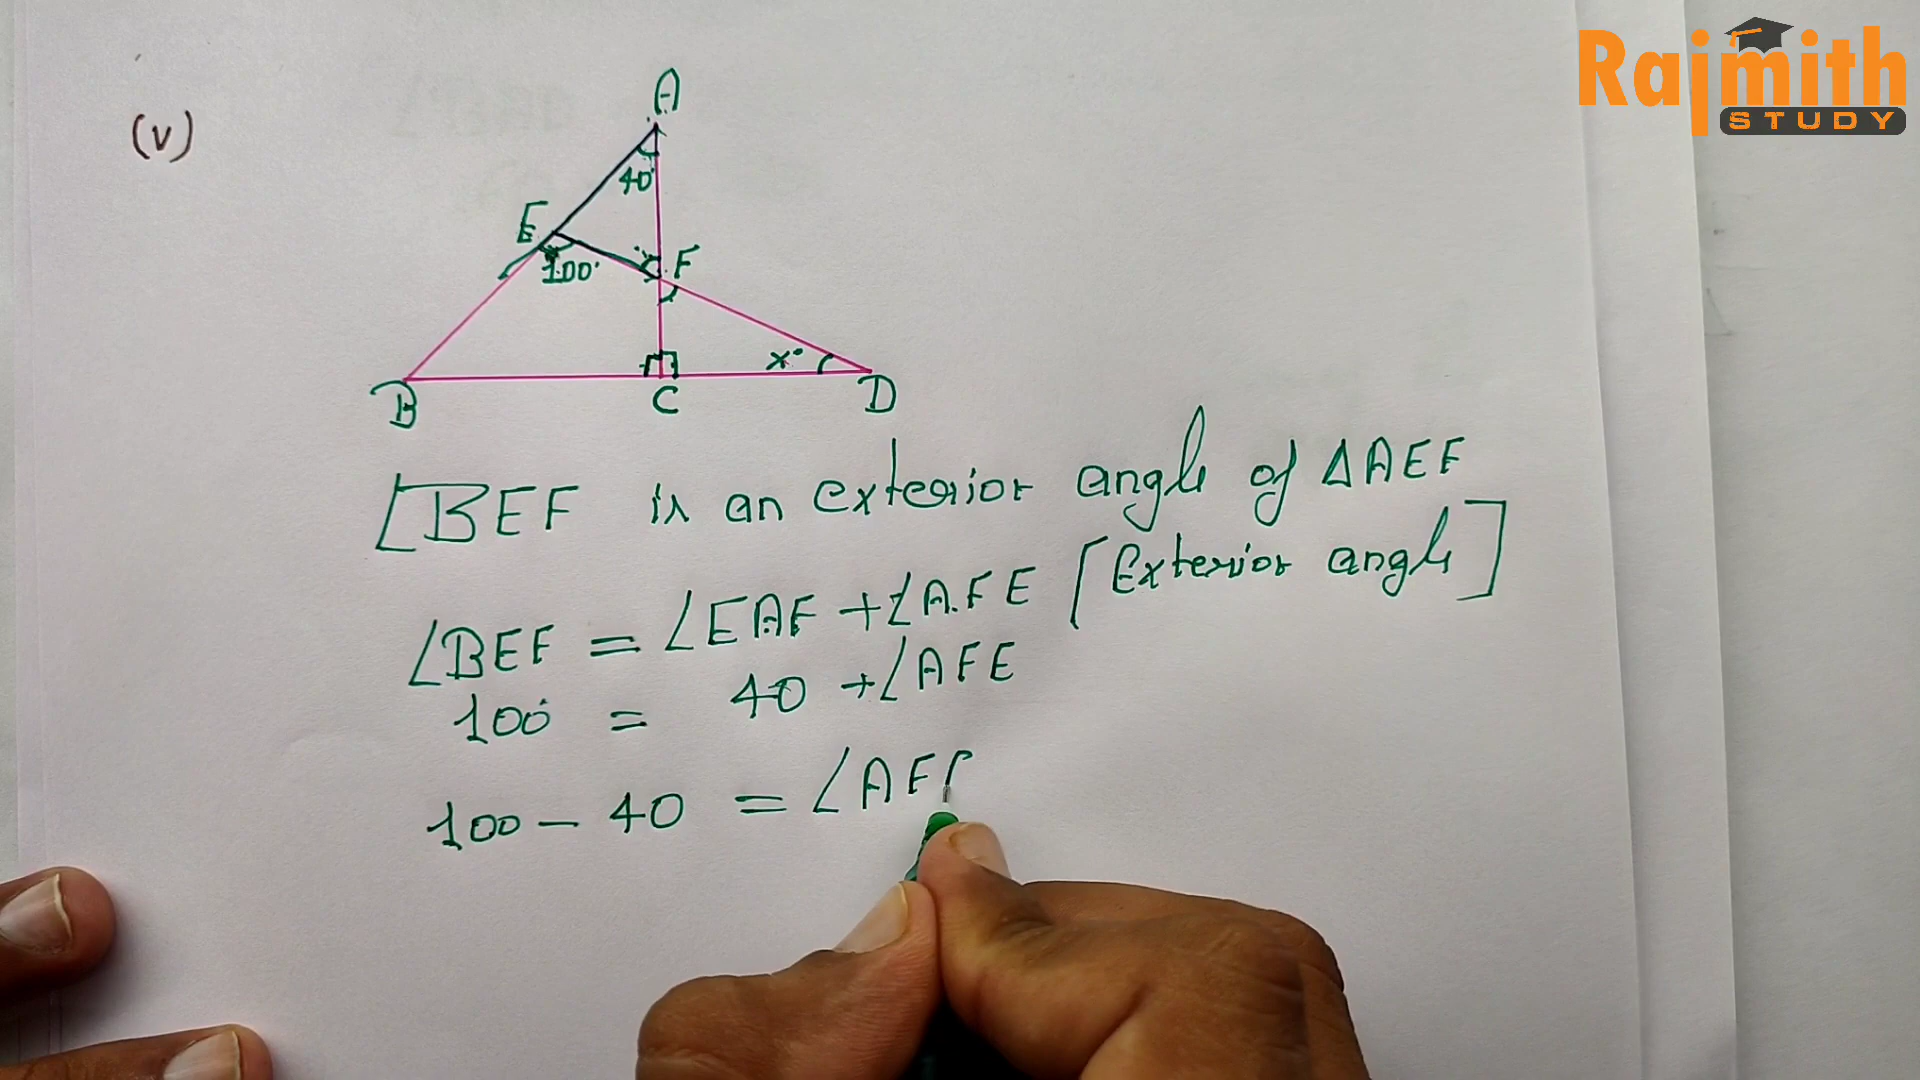 Rajmith
STUDY
(v)
A
40°
E
100°
F
x°
B
C
D
∠BEF is an exterior angle of ΔAEF
∠BEF = ∠EAF + ∠AFE [Exterior angle]
100° = 40 + ∠AFE
100 - 40 = ∠AF